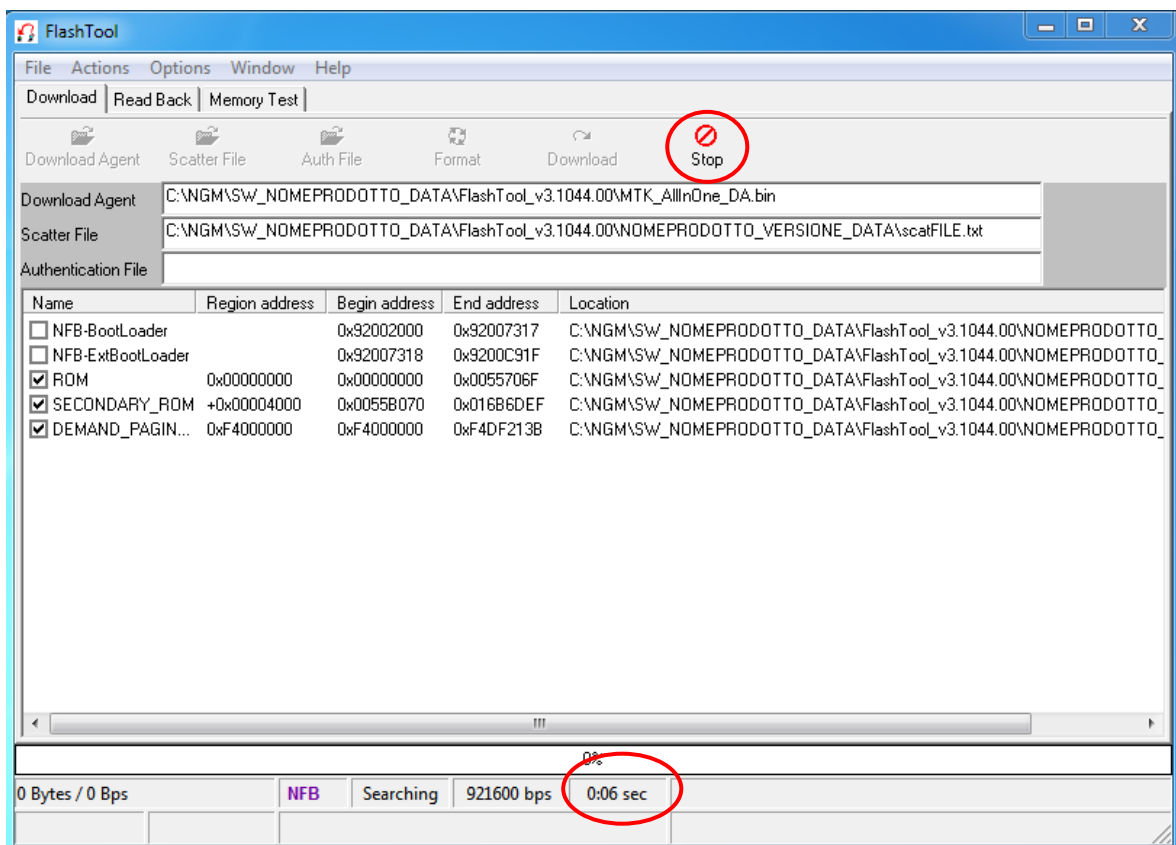 FlashTool
File Actions Options Window Help
Download Read Back Memory Test
Download Agent Scatter File Auth File Format Download Stop
Download Agent C:\NGM\SW_NOMEPRODOTTO_DATA\FlashTool_v3.1044.00\MTK_AllInOne_DA.bin
Scatter File C:\NGM\SW_NOMEPRODOTTO_DATA\FlashTool_v3.1044.00\NOMEPRODOTTO_VERSIONE_DATA\scatFILE.txt
Authentication File
Name Region address Begin address End address Location
NFB-BootLoader 0x92002000 0x92007317 C:\NGM\SW_NOMEPRODOTTO_DATA\FlashTool_v3.1044.00\NOMEPRODOTTO_
NFB-ExtBootLoader 0x92007318 0x9200C91F C:\NGM\SW_NOMEPRODOTTO_DATA\FlashTool_v3.1044.00\NOMEPRODOTTO_
ROM 0x00000000 0x00000000 0x0055706F C:\NGM\SW_NOMEPRODOTTO_DATA\FlashTool_v3.1044.00\NOMEPRODOTTO_
SECONDARY_ROM +0x00004000 0x0055B070 0x016B6DEF C:\NGM\SW_NOMEPRODOTTO_DATA\FlashTool_v3.1044.00\NOMEPRODOTTO_
DEMAND_PAGIN... 0xF4000000 0xF4000000 0xF4DF213B C:\NGM\SW_NOMEPRODOTTO_DATA\FlashTool_v3.1044.00\NOMEPRODOTTO_
0%
0 Bytes / 0 Bps NFB Searching 921600 bps 0:06 sec